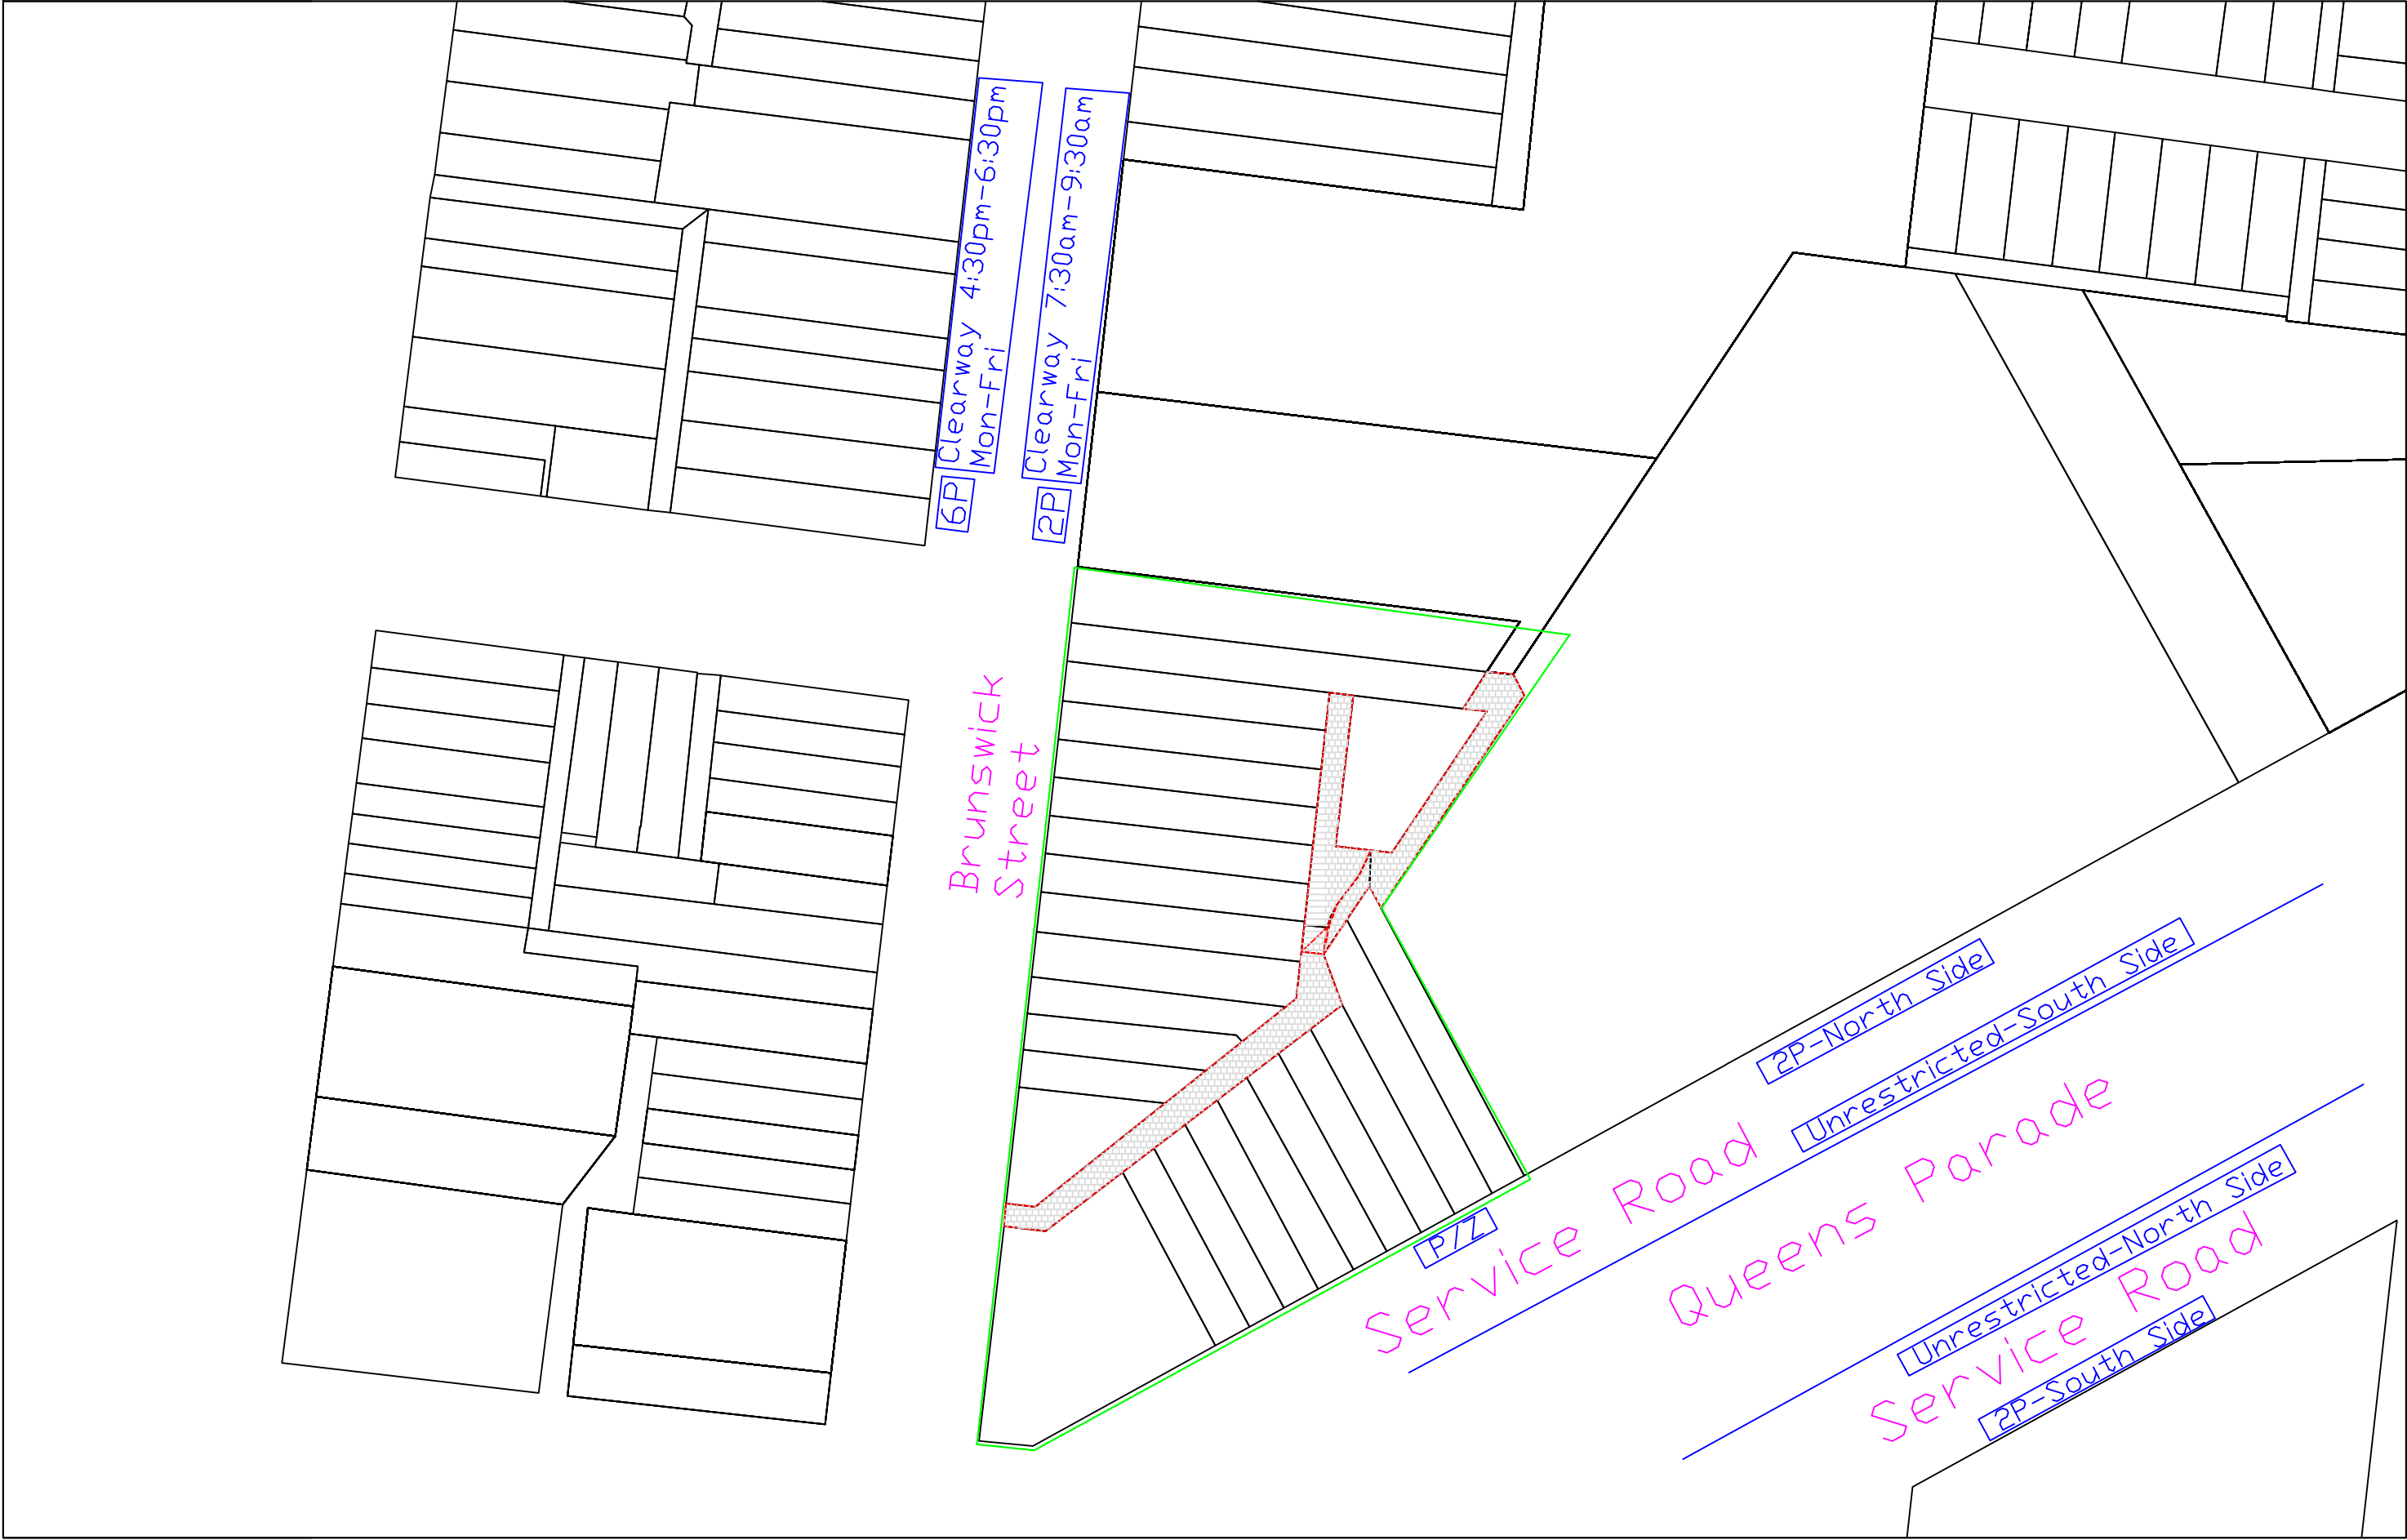 6P
Clearway 4:30pm-6:30pm
Mon-Fri
2P
Clearway 7:30am-9:30am
Mon-Fri
Brunswick
Street
2P-North Side
Unrestricted-South Side
P/Z
Service Road
Queens Parade
Unrestricted-North Side
Service Road
2P-South Side